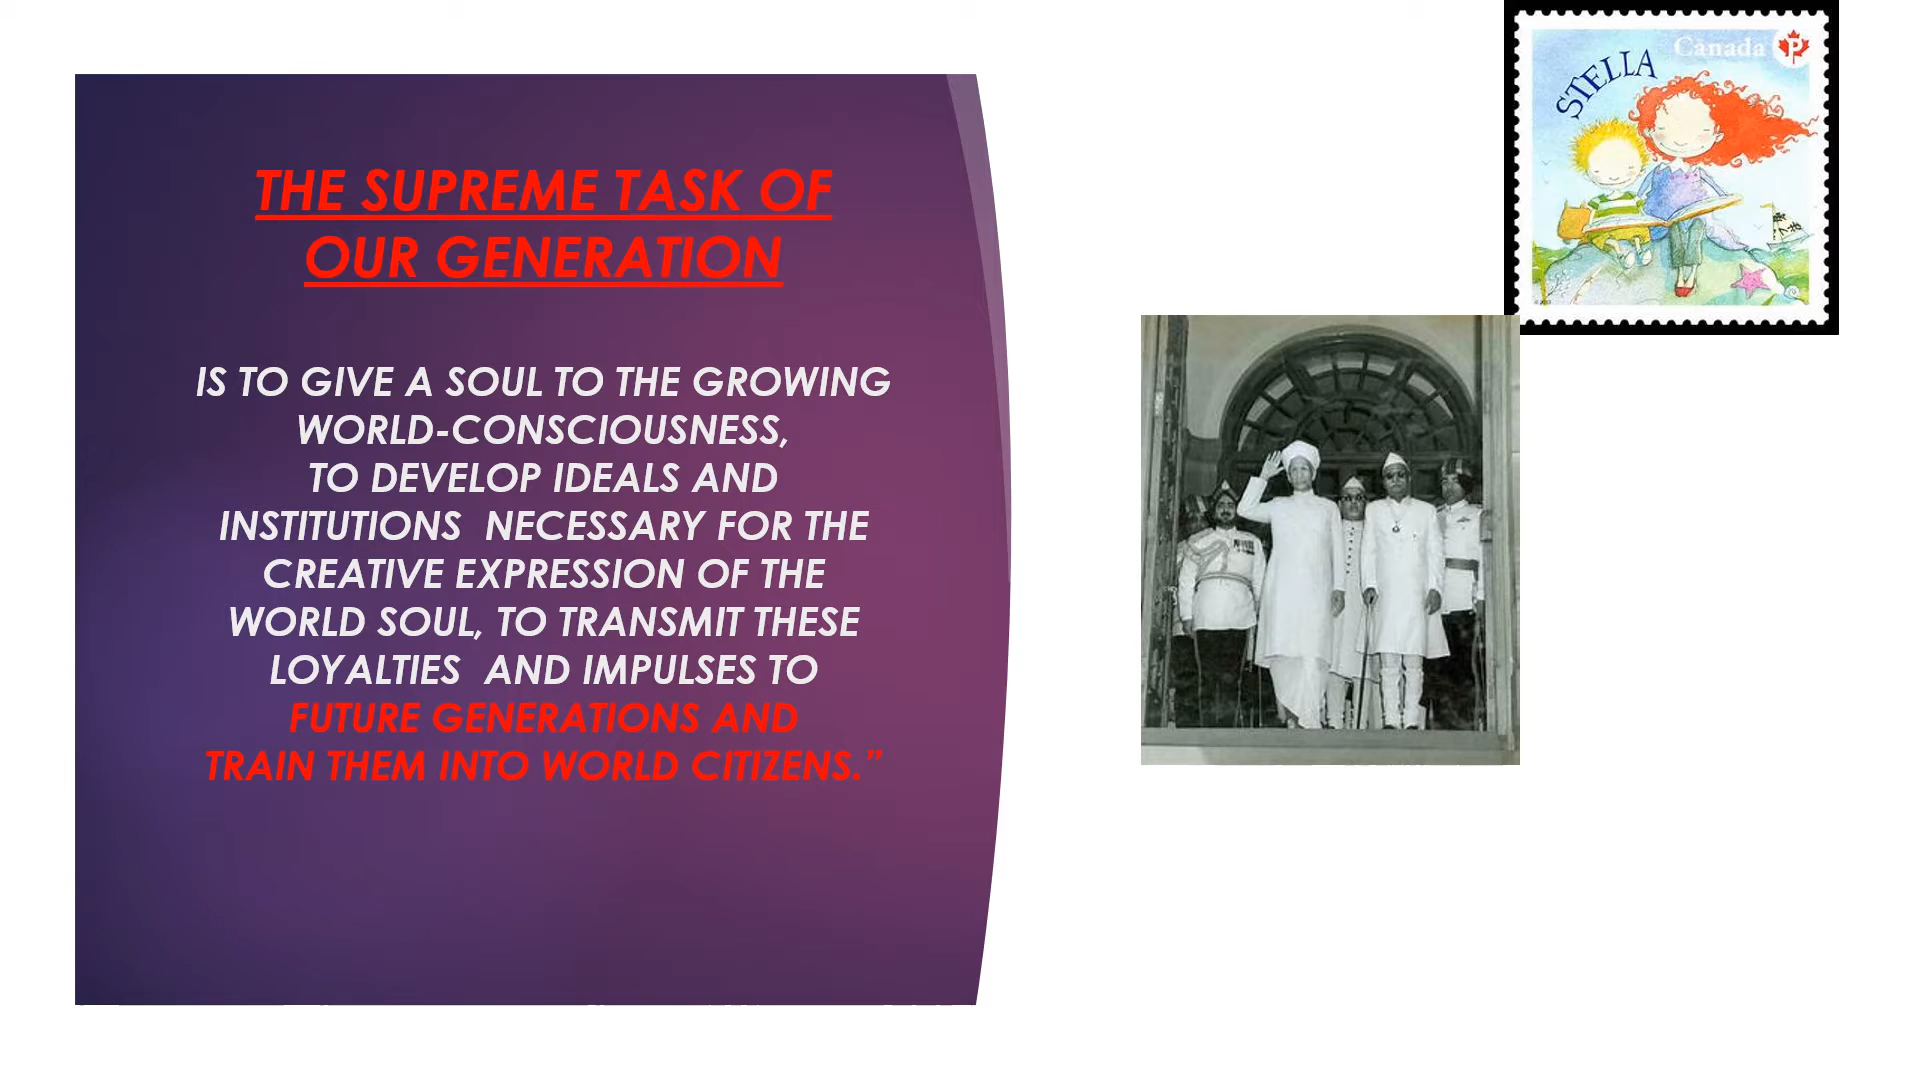 THE SUPREME TASK OF
OUR GENERATION
IS TO GIVE A SOUL TO THE GROWING
WORLD-CONSCIOUSNESS,
TO DEVELOP IDEALS AND
INSTITUTIONS  NECESSARY FOR THE
CREATIVE EXPRESSION OF THE
WORLD SOUL, TO TRANSMIT THESE
LOYALTIES  AND IMPULSES TO
FUTURE GENERATIONS AND
TRAIN THEM INTO WORLD CITIZENS.”
Canada P
STELLA